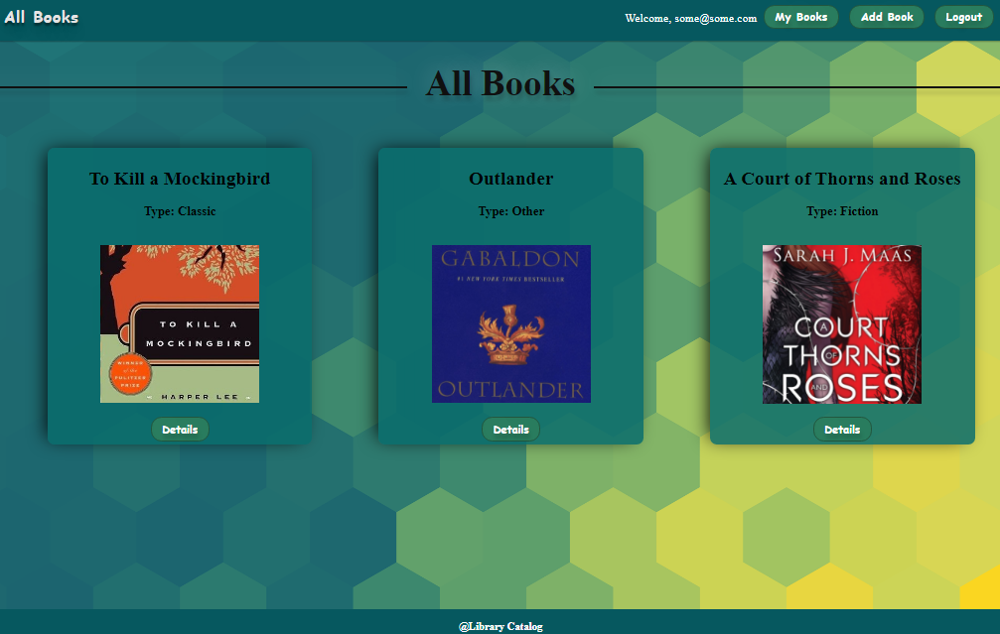 All Books
Welcome, some@some.com My Books Add Book Logout
All Books
To Kill a Mockingbird
Type: Classic
TO KILL A
MOCKINGBIRD
WINNER
of the
PULITZER
PRIZE
HARPER LEE
Details
Outlander
Type: Other
GABALDON
#1 NEW YORK TIMES BESTSELLER
OUTLANDER
Details
A Court of Thorns and Roses
Type: Fiction
SARAH J. MAAS
A
COURT
OF
THORNS
AND
ROSES
Details
@Library Catalog